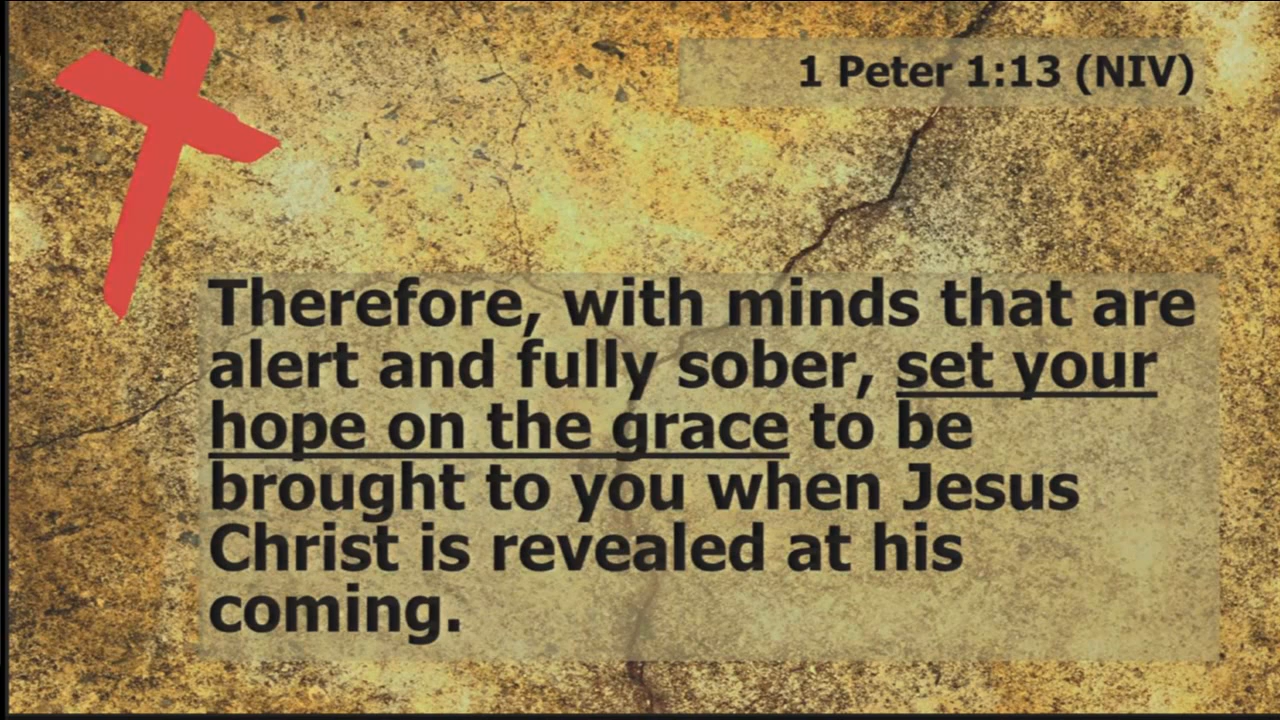 1 Peter 1:13 (NIV)
Therefore, with minds that are
alert and fully sober, set your
hope on the grace to be
brought to you when Jesus
Christ is revealed at his
coming.